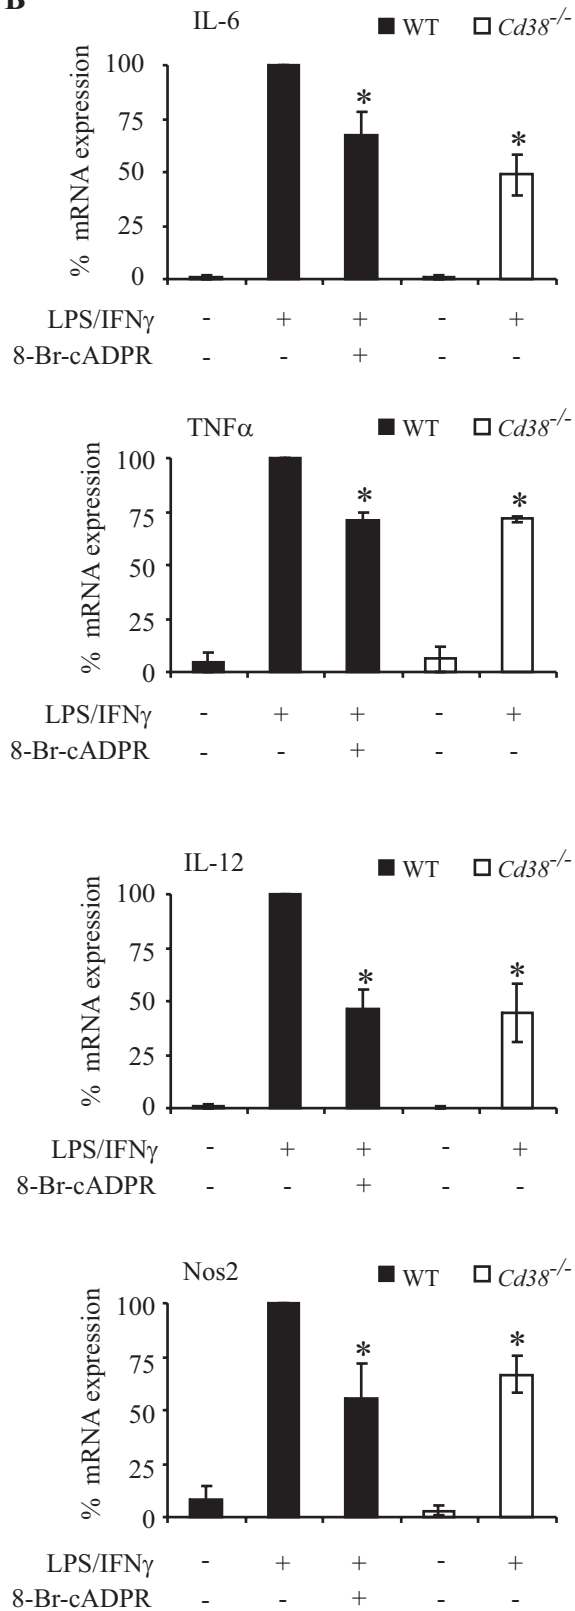 B
IL-6 WT Cd38-/-
% mRNA expression
100
75
50
25
0
* *
LPS/IFNγ - + + - +
8-Br-cADPR - - + - -
TNFα WT Cd38-/-
% mRNA expression
100
75
50
25
0
* *
LPS/IFNγ - + + - +
8-Br-cADPR - - + - -
IL-12 WT Cd38-/-
% mRNA expression
100
75
50
25
0
* *
LPS/IFNγ - + + - +
8-Br-cADPR - - + - -
Nos2 WT Cd38-/-
% mRNA expression
100
75
50
25
0
* *
LPS/IFNγ - + + - +
8-Br-cADPR - - + - -